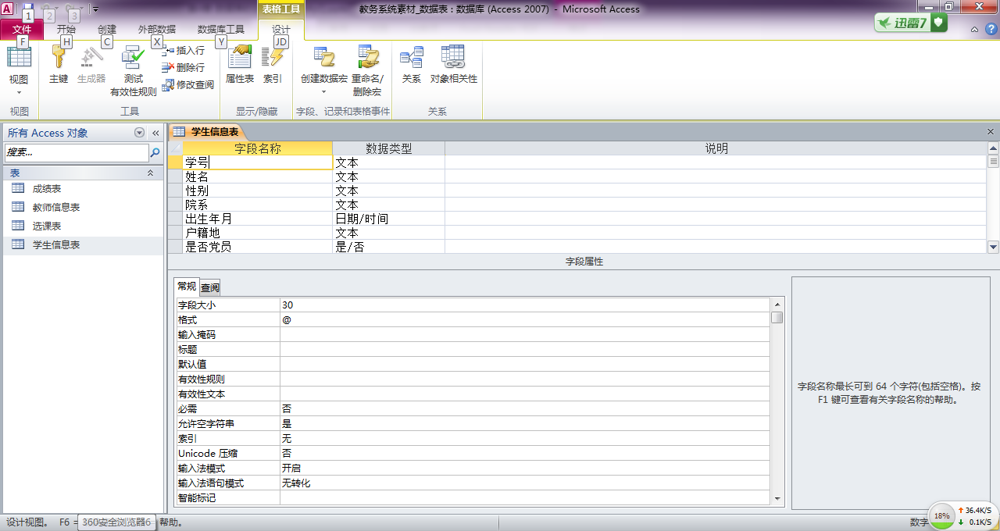 教务系统素材_数据表 : 数据库 (Access 2007) - Microsoft Access
表格工具
1 2 3
文件 开始 创建 外部数据 数据库工具 设计
F H C X Y JD
迅雷7
视图 主键 生成器 测试有效性规则 插入行 删除行 修改查阅 属性表 索引 创建数据宏 重命名/删除宏 关系 对象相关性
视图 工具 显示/隐藏 字段、记录和表格事件 关系
所有 Access 对象
搜索...
表
成绩表
教师信息表
选课表
学生信息表
学生信息表
字段名称 数据类型 说明
学号 文本
姓名 文本
性别 文本
院系 文本
出生年月 日期/时间
户籍地 文本
是否党员 是/否
字段属性
常规 查阅
字段大小 30
格式 @
输入掩码
标题
默认值
有效性规则
有效性文本
必需 否
允许空字符串 是
索引 无
Unicode 压缩 否
输入法模式 开启
输入法语句模式 无转化
智能标记
字段名称最长可到 64 个字符(包括空格)。按
F1 键可查看有关字段名称的帮助。
设计视图。 F6 = 360安全浏览器6 帮助。
数字
18%
36.4K/S
0.1K/S